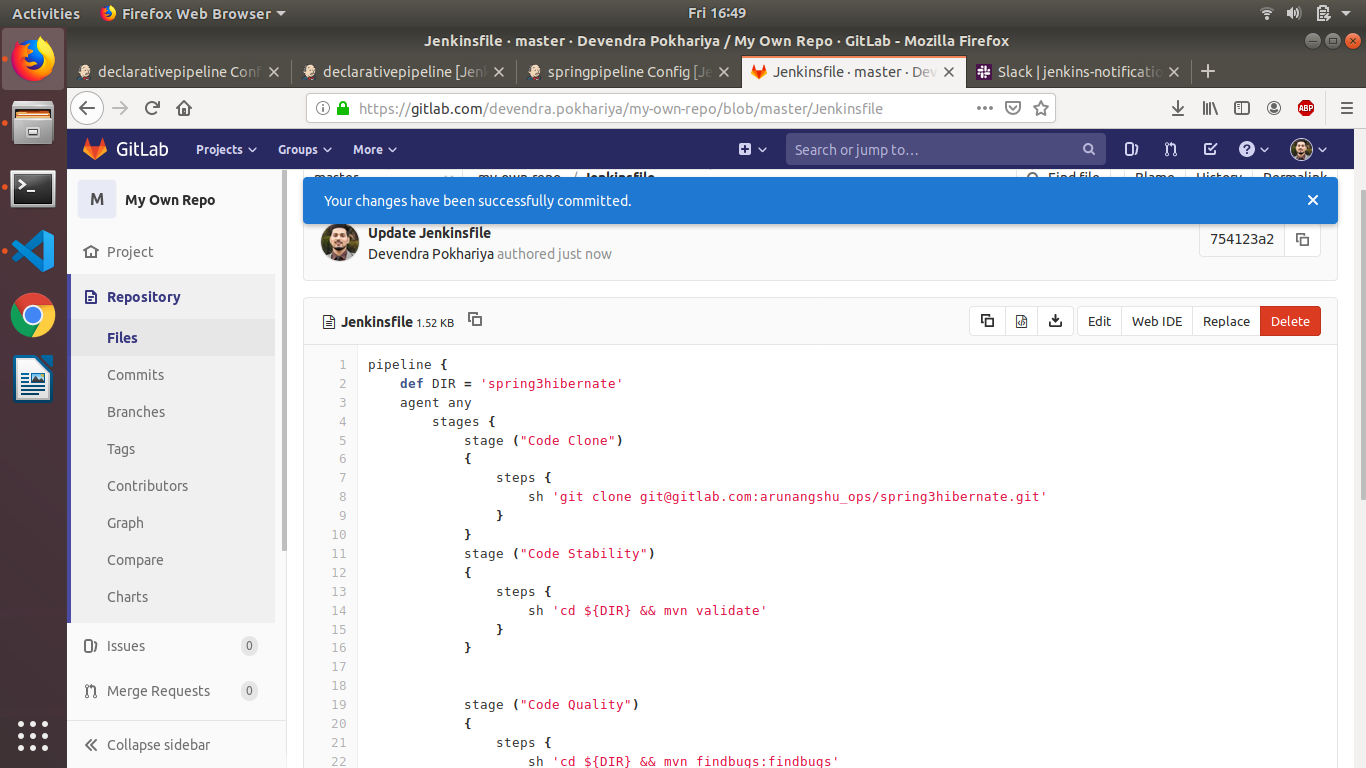 Activities
Firefox Web Browser
Fri 16:49
Jenkinsfile · master · Devendra Pokhariya / My Own Repo · GitLab - Mozilla Firefox
declarativepipeline Conf
declarativepipeline [Jen
springpipeline Config [Je
Jenkinsfile · master · Dev
Slack | jenkins-notificatio
https://gitlab.com/devendra.pokhariya/my-own-repo/blob/master/Jenkinsfile
ABP
GitLab
Projects
Groups
More
Search or jump to…
M
My Own Repo
master
my-own-repo / Jenkinsfile
Find file
Blame
History
Permalink
Your changes have been successfully committed.
Update Jenkinsfile
Devendra Pokhariya authored just now
754123a2
Project
Repository
Files
Commits
Branches
Tags
Contributors
Graph
Compare
Charts
Issues 0
Merge Requests 0
Collapse sidebar
Jenkinsfile 1.52 KB
Edit
Web IDE
Replace
Delete
1 pipeline {
2 def DIR = 'spring3hibernate'
3 agent any
4 stages {
5 stage ("Code Clone")
6 {
7 steps {
8 sh 'git clone git@gitlab.com:arunangshu_ops/spring3hibernate.git'
9 }
10 }
11 stage ("Code Stability")
12 {
13 steps {
14 sh 'cd ${DIR} && mvn validate'
15 }
16 }
17
18
19 stage ("Code Quality")
20 {
21 steps {
22 sh 'cd ${DIR} && mvn findbugs:findbugs'